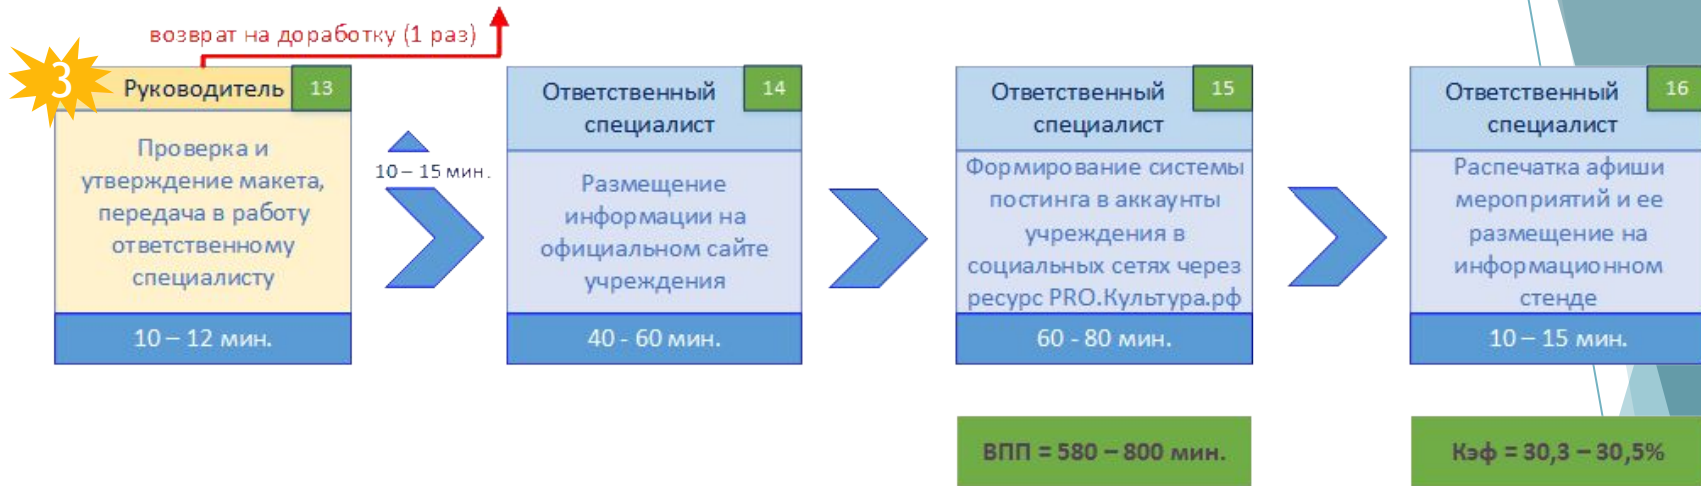 возврат на доработку (1 раз)
3
Руководитель
13
Проверка и
утверждение макета,
передача в работу
ответственному
специалисту
10 – 12 мин.
10 – 15 мин.
Ответственный
специалист
14
Размещение
информации на
официальном сайте
учреждения
40 - 60 мин.
Ответственный
специалист
15
Формирование системы
постинга в аккаунты
учреждения в
социальных сетях через
ресурс PRO.Культура.рф
60 - 80 мин.
Ответственный
специалист
16
Распечатка афиши
мероприятий и ее
размещение на
информационном
стенде
10 – 15 мин.
ВПП = 580 – 800 мин.
Кэф = 30,3 – 30,5%